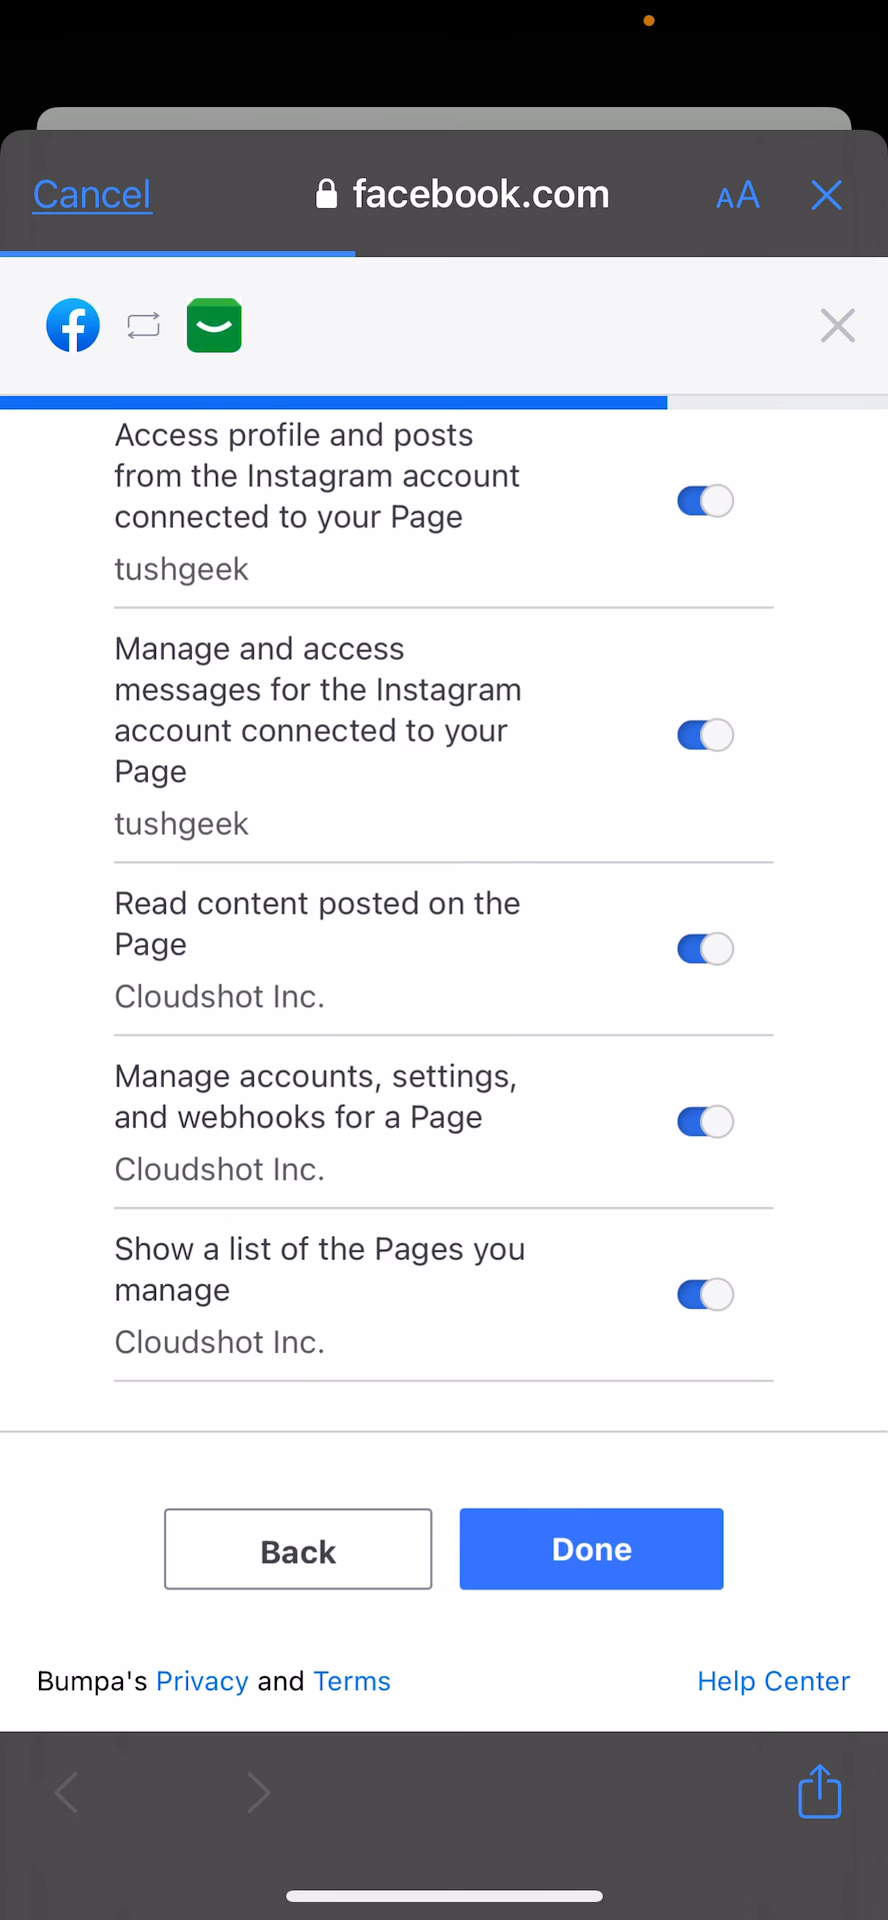 Cancel
facebook.com
AA
Access profile and posts
from the Instagram account
connected to your Page
tushgeek
Manage and access
messages for the Instagram
account connected to your
Page
tushgeek
Read content posted on the
Page
Cloudshot Inc.
Manage accounts, settings,
and webhooks for a Page
Cloudshot Inc.
Show a list of the Pages you
manage
Cloudshot Inc.
Back
Done
Bumpa's Privacy and Terms
Help Center